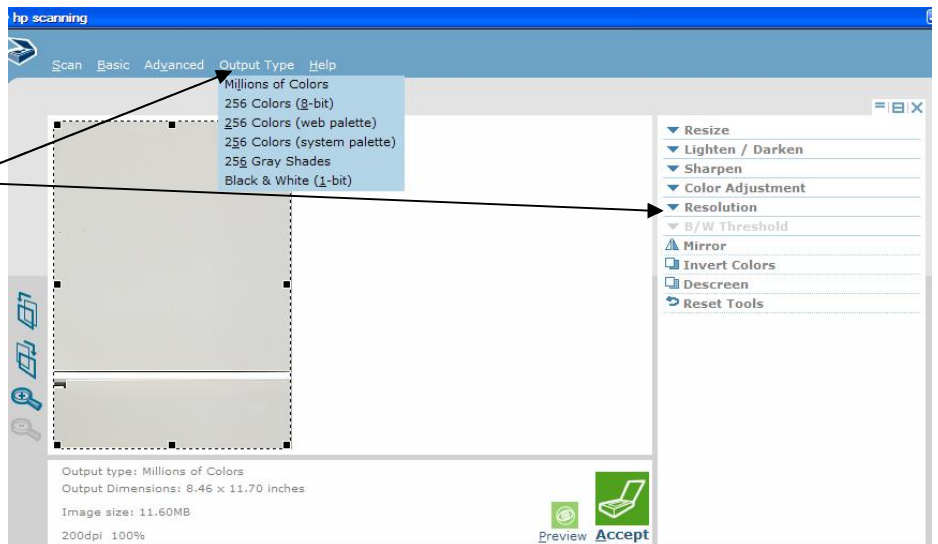 hp scanning
Scan Basic Advanced Output Type Help
Millions of Colors
256 Colors (8-bit)
256 Colors (web palette)
256 Colors (system palette)
256 Gray Shades
Black & White (1-bit)
Resize
Lighten / Darken
Sharpen
Color Adjustment
Resolution
B/W Threshold
Mirror
Invert Colors
Descreen
Reset Tools
Output type: Millions of Colors
Output Dimensions: 8.46 x 11.70 inches
Image size: 11.60MB
200dpi 100%
Preview Accept